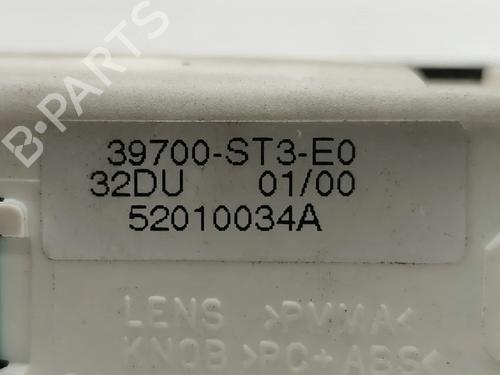 B-PARTS
39700-ST3-E0
32DU 01/00
52010034A
LENS >PMMA<
KNOB >PC+ABS<